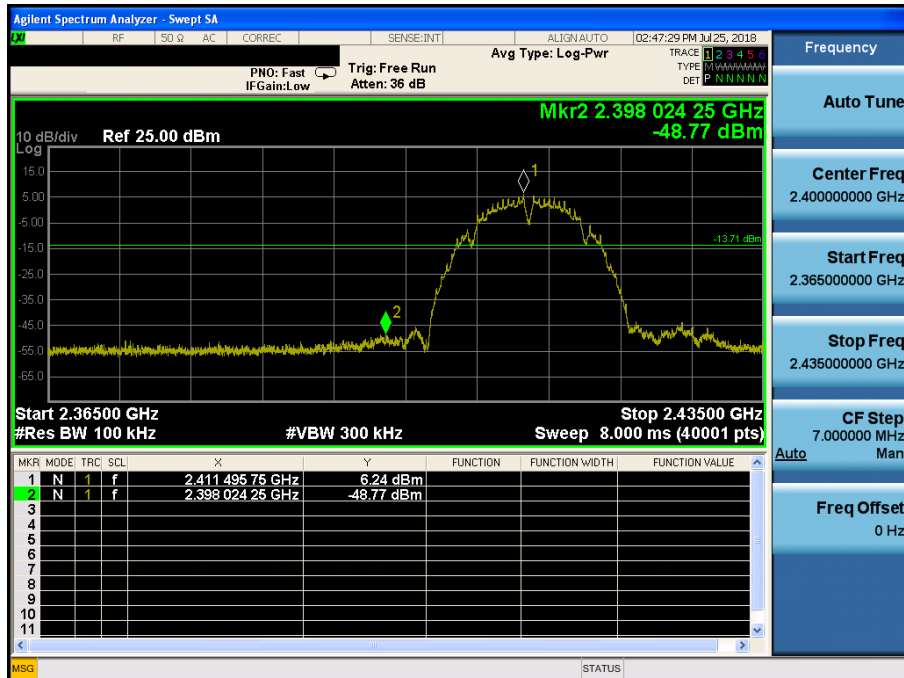 Agilent Spectrum Analyzer - Swept SA
LXI RF 50 Ω AC CORREC SENSE:INT ALIGN AUTO 02:47:29 PM Jul 25, 2018
Frequency
Avg Type: Log-Pwr
TRACE 1 2 3 4 5 6
PNO: Fast Trig: Free Run
TYPE MWWWWW
IFGain:Low Atten: 36 dB
DET P N N N N N
Auto Tune
Mkr2 2.398 024 25 GHz
10 dB/div Ref 25.00 dBm -48.77 dBm
Log
15.0
1
5.00
-5.00
-13.71 dBm
-15.0
-25.0
-35.0
2
-45.0
-55.0
-65.0
Center Freq
2.400000000 GHz
Start Freq
2.365000000 GHz
Stop Freq
2.435000000 GHz
Start 2.36500 GHz Stop 2.43500 GHz
#Res BW 100 kHz #VBW 300 kHz Sweep 8.000 ms (40001 pts)
CF Step
7.000000 MHz
Auto Man
Freq Offset
0 Hz
MKR MODE TRC SCL X Y FUNCTION FUNCTION WIDTH FUNCTION VALUE
1 N 1 f 2.411 495 75 GHz 6.24 dBm
2 N 1 f 2.398 024 25 GHz -48.77 dBm
3
4
5
6
7
8
9
10
11
MSG STATUS